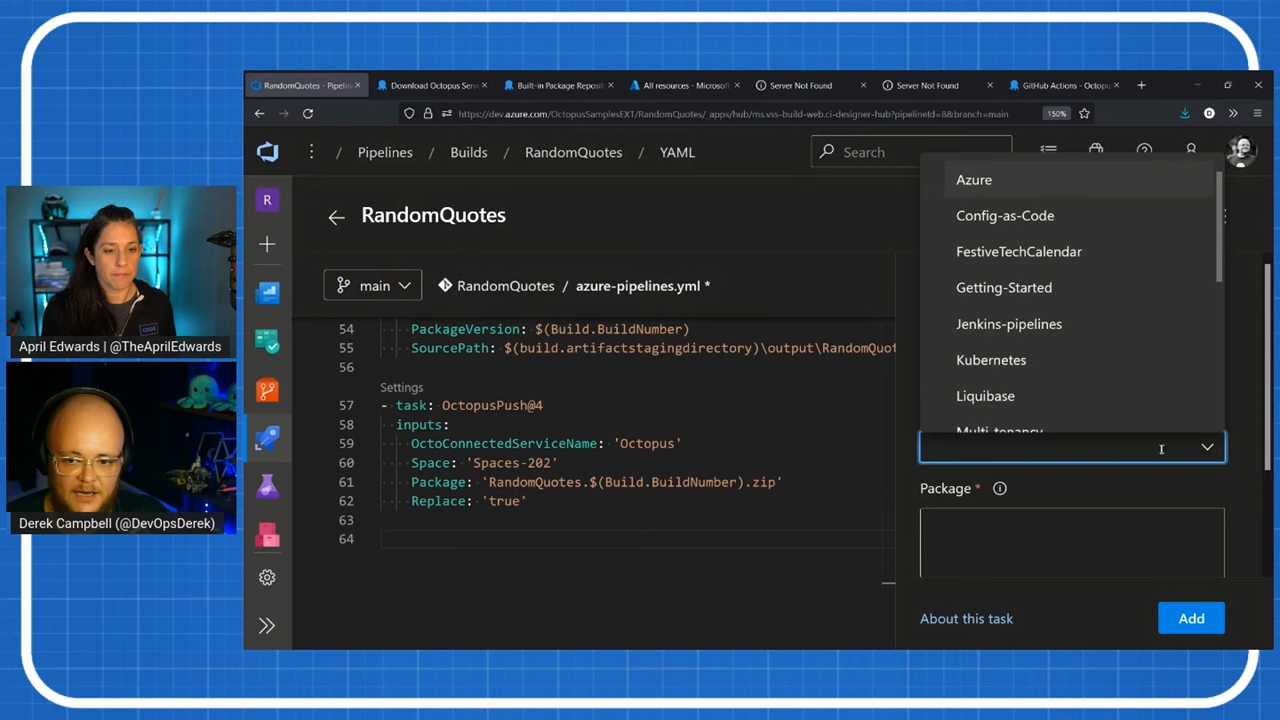 RandomQuotes - Pipelin
Download Octopus Serv
Built-in Package Reposit
All resources - Microsoft
Server Not Found
Server Not Found
GitHub Actions - Octopu
https://dev.azure.com/OctopusSamplesEXT/RandomQuotes/_apps/hub/ms.vss-build-web.ci-designer-hub?pipelineId=8&branch=main
150%
D
/ Pipelines / Builds / RandomQuotes / YAML
Search
R
RandomQuotes
main
RandomQuotes / azure-pipelines.yml *
54 PackageVersion: $(Build.BuildNumber)
55 SourcePath: $(build.artifactstagingdirectory)\output\RandomQuot
56
Settings
57 - task: OctopusPush@4
58 inputs:
59 OctoConnectedServiceName: 'Octopus'
60 Space: 'Spaces-202'
61 Package: 'RandomQuotes.$(Build.BuildNumber).zip'
62 Replace: 'true'
63
64
Azure
Config-as-Code
FestiveTechCalendar
Getting-Started
Jenkins-pipelines
Kubernetes
Liquibase
Multi-tenancy
Package *
About this task
Add
April Edwards | @TheAprilEdwards
Derek Campbell (@DevOpsDerek)